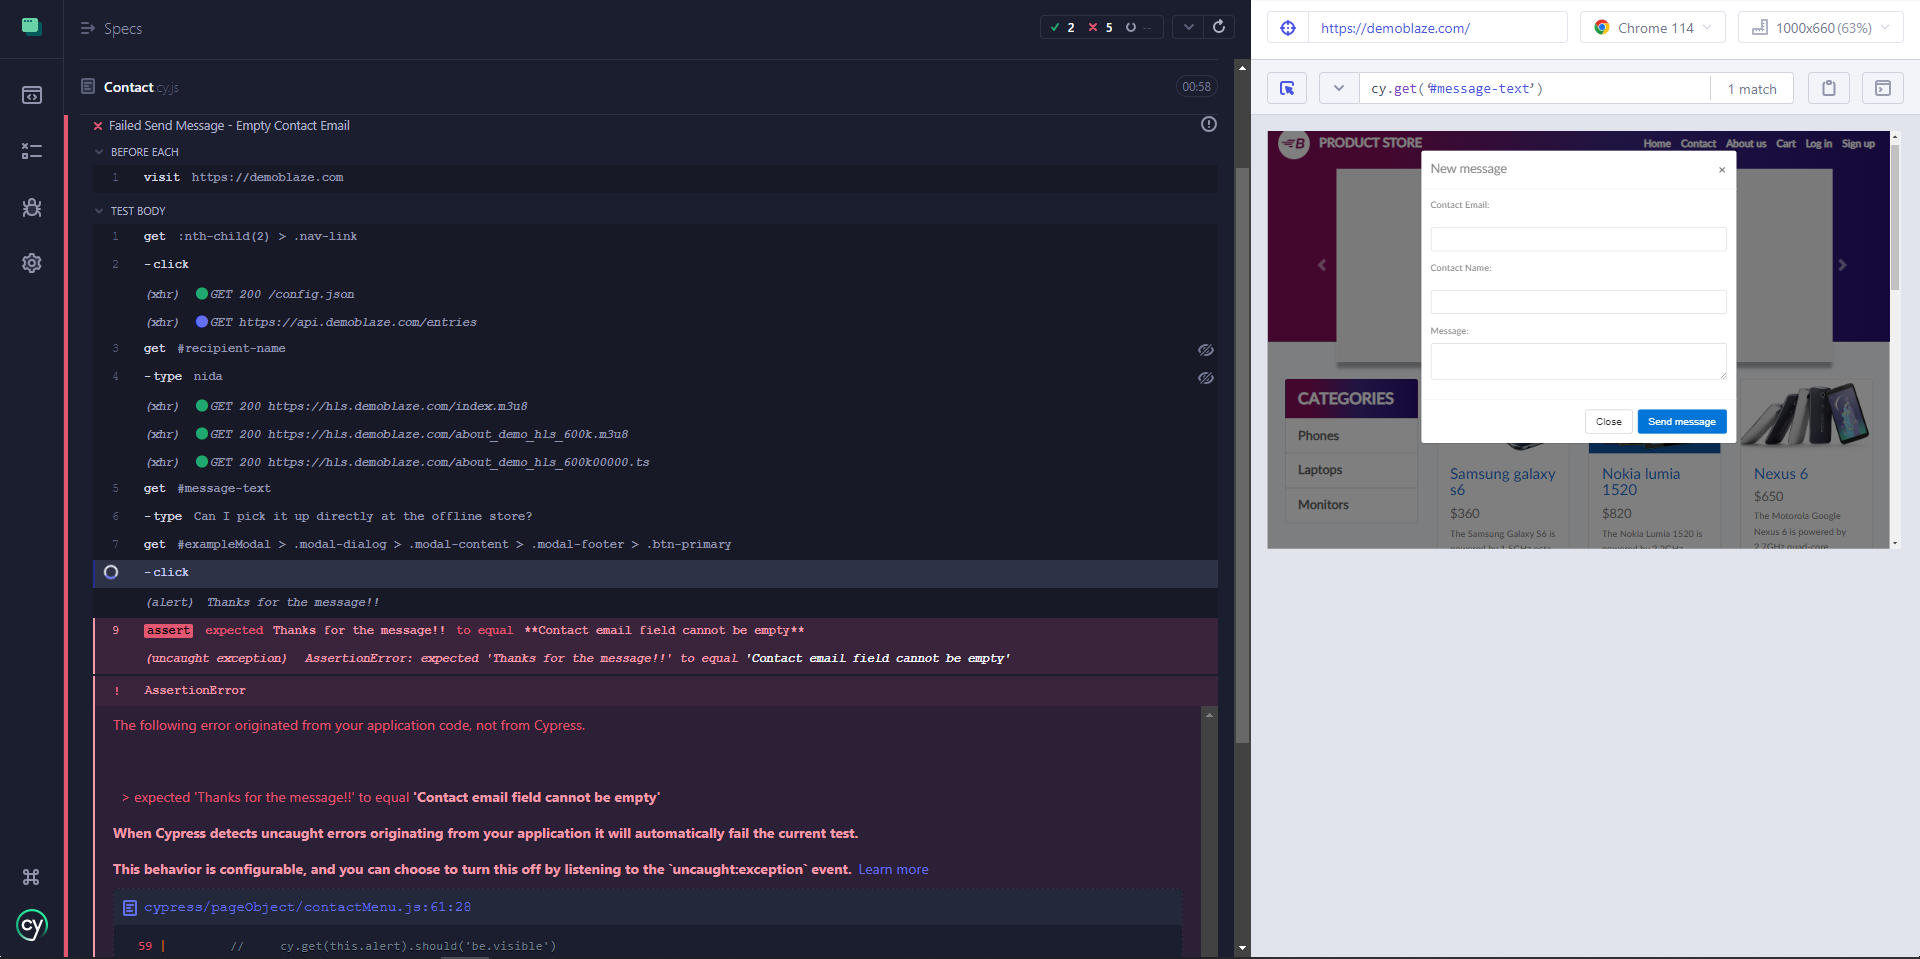 Specs
2 5 --
Contact.cy.js
00:58
Failed Send Message - Empty Contact Email
BEFORE EACH
1 visit https://demoblaze.com
TEST BODY
1 get :nth-child(2) > .nav-link
2 -click
(xhr) GET 200 /config.json
(xhr) GET https://api.demoblaze.com/entries
3 get #recipient-name
4 -type nida
(xhr) GET 200 https://hls.demoblaze.com/index.m3u8
(xhr) GET 200 https://hls.demoblaze.com/about_demo_hls_600k.m3u8
(xhr) GET 200 https://hls.demoblaze.com/about_demo_hls_600k00000.ts
5 get #message-text
6 -type Can I pick it up directly at the offline store?
7 get #exampleModal > .modal-dialog > .modal-content > .modal-footer > .btn-primary
-click
(alert) Thanks for the message!!
9 assert expected Thanks for the message!! to equal **Contact email field cannot be empty**
(uncaught exception) AssertionError: expected 'Thanks for the message!!' to equal 'Contact email field cannot be empty'
! AssertionError
The following error originated from your application code, not from Cypress.
> expected 'Thanks for the message!!' to equal 'Contact email field cannot be empty'
When Cypress detects uncaught errors originating from your application it will automatically fail the current test.
This behavior is configurable, and you can choose to turn this off by listening to the `uncaught:exception` event. Learn more
cypress/pageObject/contactMenu.js:61:28
59 | // cy.get(this.alert).should('be.visible')
cy
https://demoblaze.com/
Chrome 114
1000x660 (63%)
cy.get('#message-text')
1 match
B PRODUCT STORE
Home Contact About us Cart Log in Sign up
New message
×
Contact Email:
Contact Name:
Message:
Close
Send message
CATEGORIES
Phones
Laptops
Monitors
Samsung galaxy
s6
$360
The Samsung Galaxy S6 is
powered by 1.5GHz octa-
Nokia lumia
1520
$820
The Nokia Lumia 1520 is
powered by 2.2GHz
Nexus 6
$650
The Motorola Google
Nexus 6 is powered by
2.7GHz quad-core